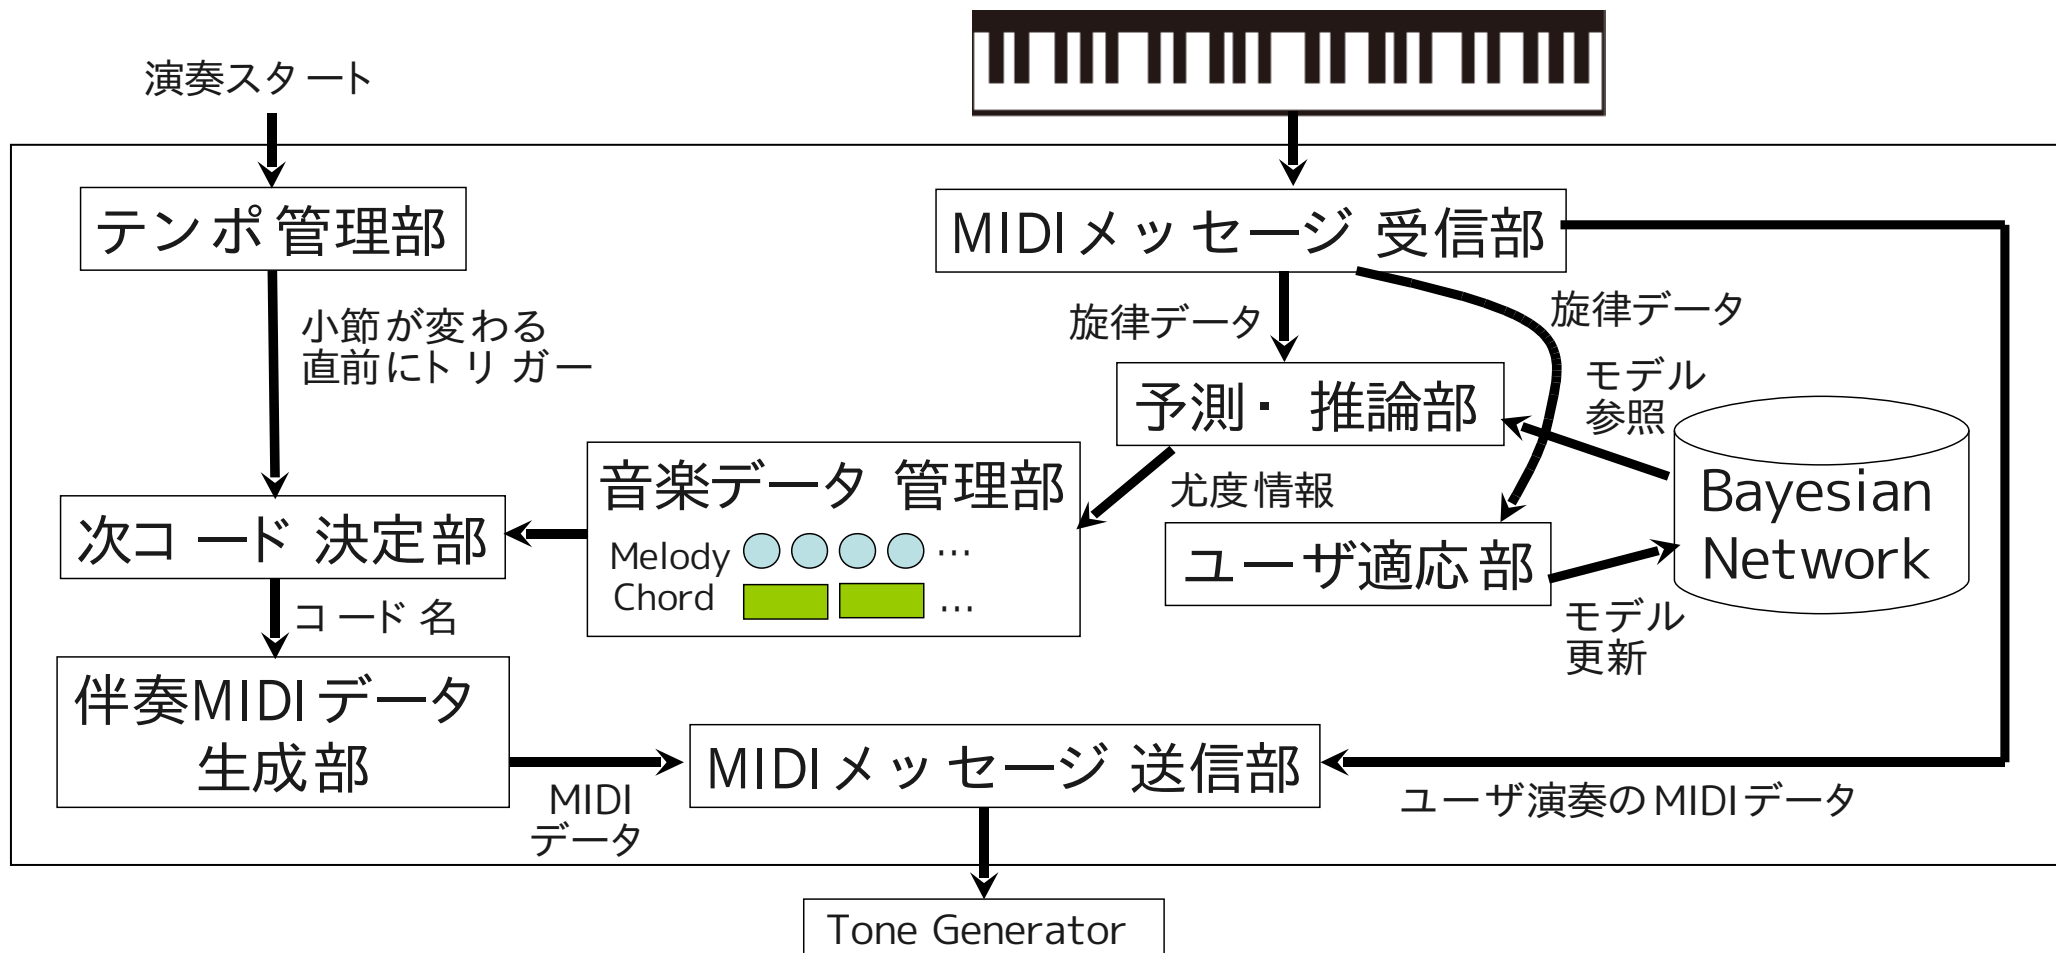 演奏スタート
テンポ管理部
MIDIメッセージ受信部
小節が変わる
直前にトリガー
旋律データ
旋律データ
モデル
参照
予測・推論部
音楽データ管理部
Melody …
Chord …
尤度情報
Bayesian
Network
次コード決定部
ユーザ適応部
コード名
モデル
更新
伴奏MIDIデータ
生成部
MIDI
データ
MIDIメッセージ送信部
ユーザ演奏のMIDIデータ
Tone Generator